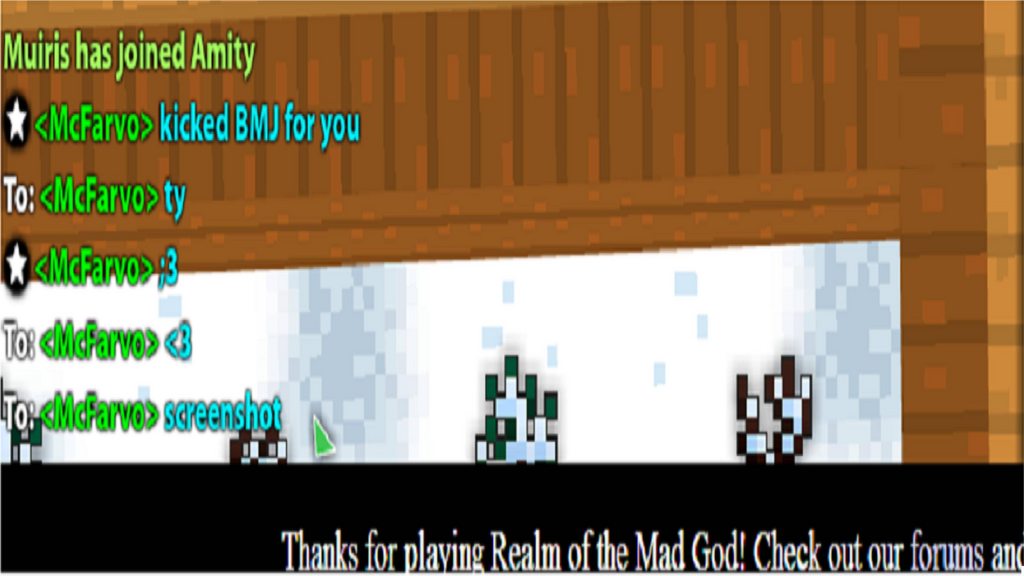 Muiris has joined Amity
<McFarvo> kicked BMJ for you
To: <McFarvo> ty
<McFarvo> ;3
To: <McFarvo> <3
To: <McFarvo> screenshot
Thanks for playing Realm of the Mad God! Check out our forums and